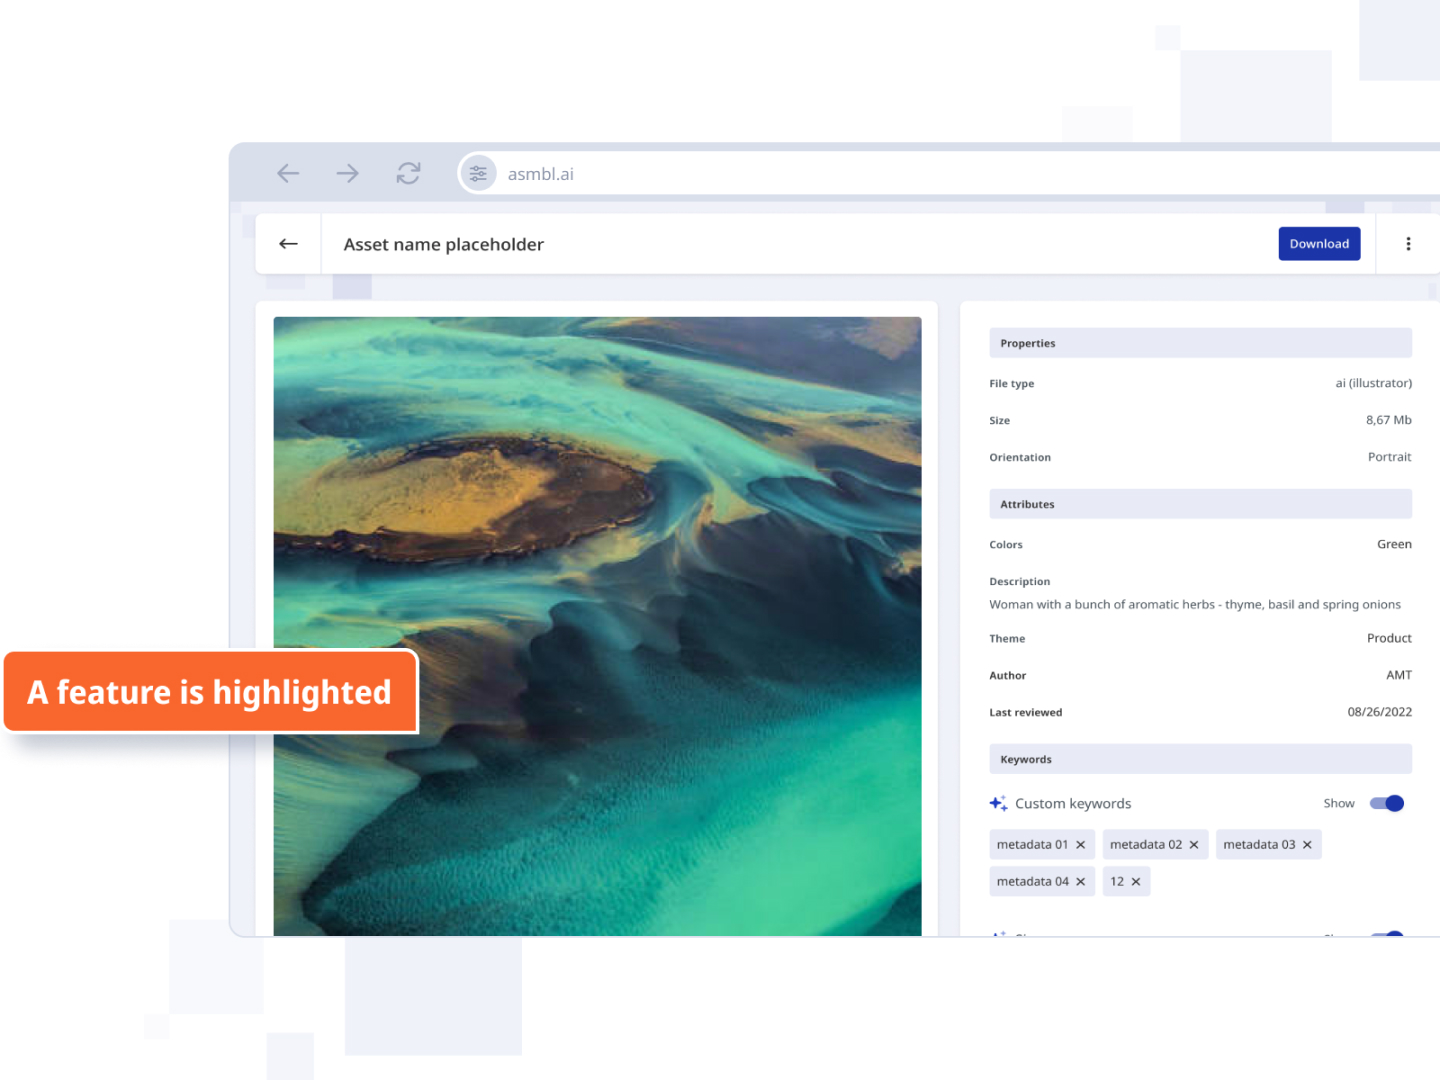 asmbl.ai
Asset name placeholder
Download
Properties
File type ai (illustrator)
Size 8,67 Mb
Orientation Portrait
Attributes
Colors Green
Description
Woman with a bunch of aromatic herbs - thyme, basil and spring onions
Theme Product
Author AMT
Last reviewed 08/26/2022
Keywords
Custom keywords Show
metadata 01 metadata 02 metadata 03
metadata 04 12
A feature is highlighted